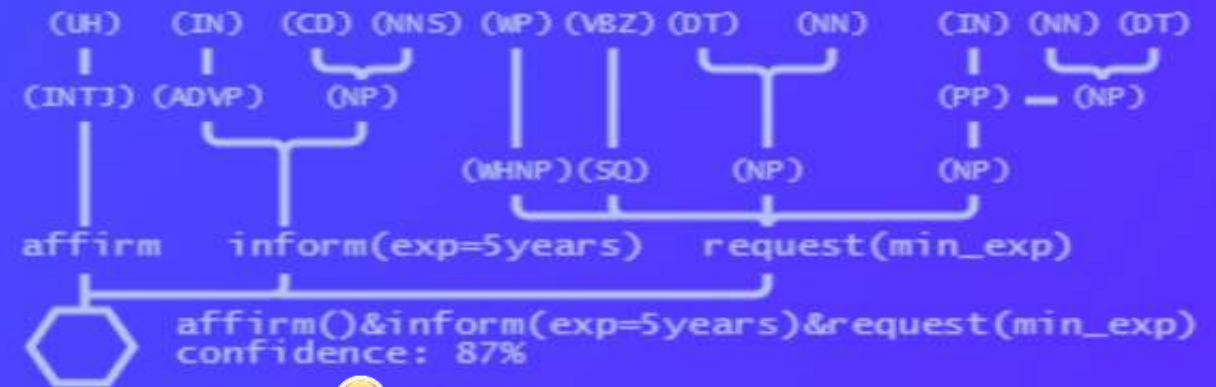 (UH) (IN) (CD) (NNS) (WP) (VBZ) (DT) (NN) (IN) (NN) (DT)
(INTJ) (ADVP) (NP) (PP) (NP)
(WHNP) (SQ) (NP) (NP)
affirm inform(exp=5years) request(min_exp)
affirm()&inform(exp=5years)&request(min_exp)
confidence: 87%